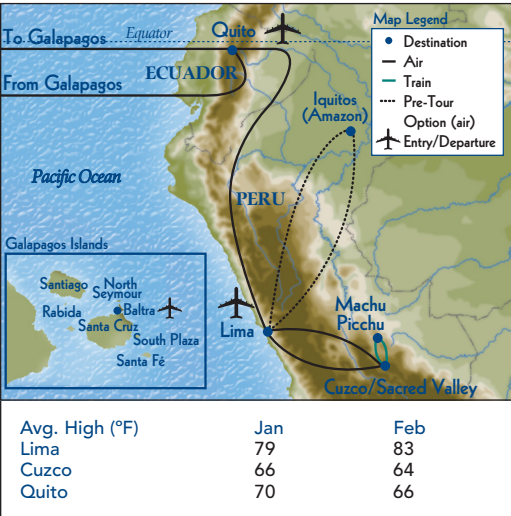 To Galapagos
Equator
Quito
From Galapagos
ECUADOR
Map Legend
Destination
Air
Train
Pre-Tour
Option (air)
Entry/Departure
Iquitos
(Amazon)
Pacific Ocean
PERU
Galapagos Islands
Santiago
North
Seymour
Rabida
Baltra
Santa Cruz
South Plaza
Santa Fé
Lima
Machu
Picchu
Cuzco/Sacred Valley
Avg. High (ºF) Jan Feb
Lima 79 83
Cuzco 66 64
Quito 70 66